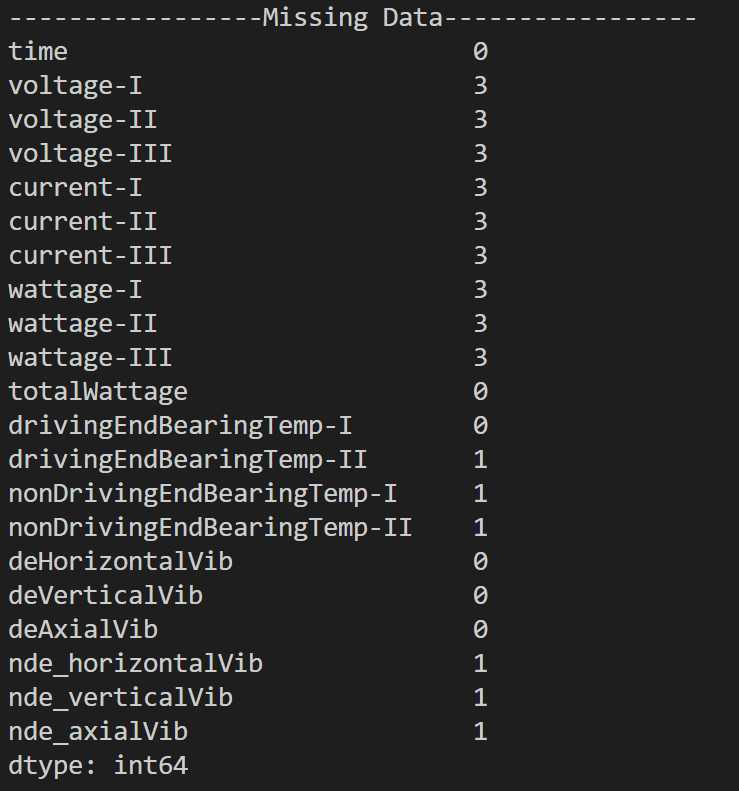 -----------------Missing Data-----------------
time 0
voltage-I 3
voltage-II 3
voltage-III 3
current-I 3
current-II 3
current-III 3
wattage-I 3
wattage-II 3
wattage-III 3
totalWattage 0
drivingEndBearingTemp-I 0
drivingEndBearingTemp-II 1
nonDrivingEndBearingTemp-I 1
nonDrivingEndBearingTemp-II 1
deHorizontalVib 0
deVerticalVib 0
deAxialVib 0
nde_horizontalVib 1
nde_verticalVib 1
nde_axialVib 1
dtype: int64